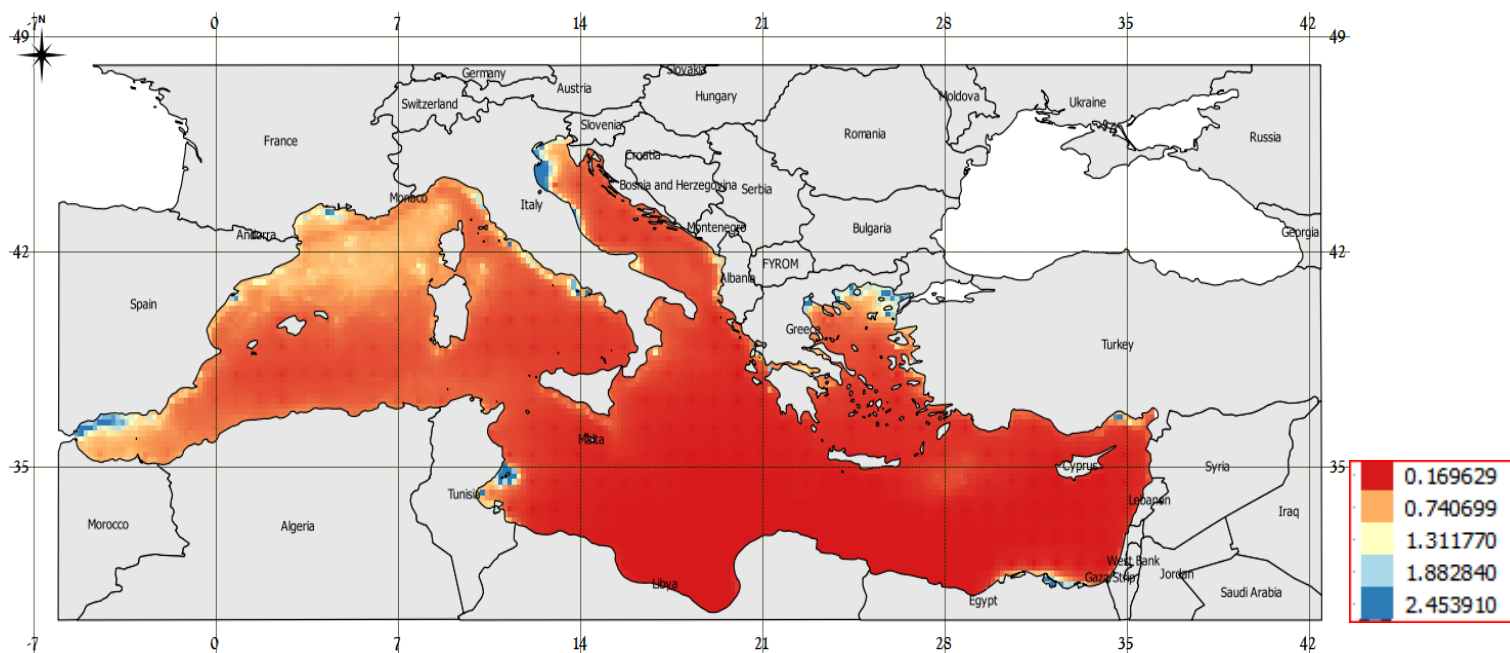 -7 0 7 14 21 28 35 42
N
49 49
Slovakia
Germany
Austria
Switzerland Hungary Moldova Ukraine
Slovenia Romania Russia
France
Croatia
Bosnia and Herzegovina Serbia
Monaco Italy
Montenegro Bulgaria Georgia
Andorra
42 42
FYROM
Albania
Spain
Greece Turkey
Malta
35 35
Cyprus Syria
Tunisia Lebanon
Morocco Algeria Iraq
West Bank
Gaza Strip Jordan
Libya
Egypt Saudi Arabia
-7 0 7 14 21 28 35 42
0.169629
0.740699
1.311770
1.882840
2.453910